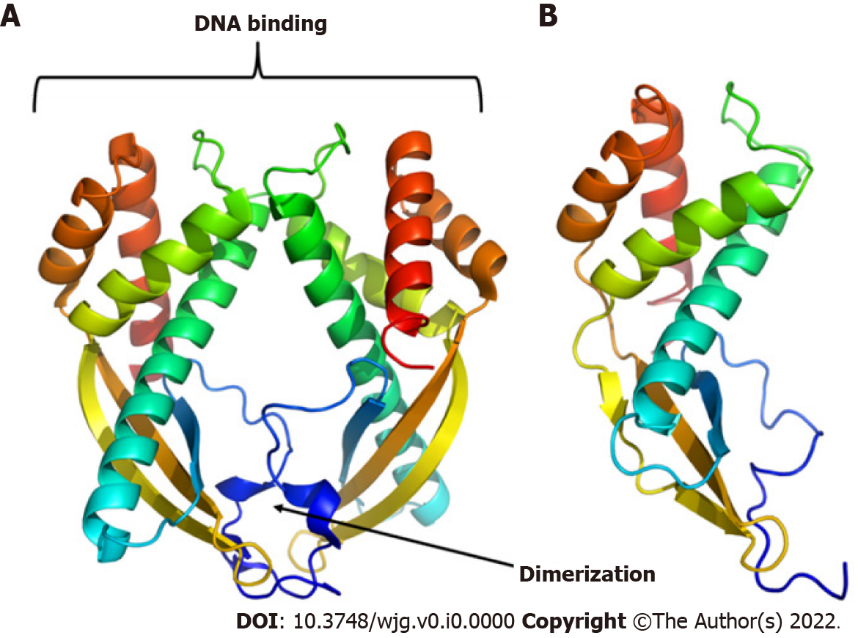 A
DNA binding
B
Dimerization
DOI: 10.3748/wjg.v0.i0.0000 Copyright ©The Author(s) 2022.